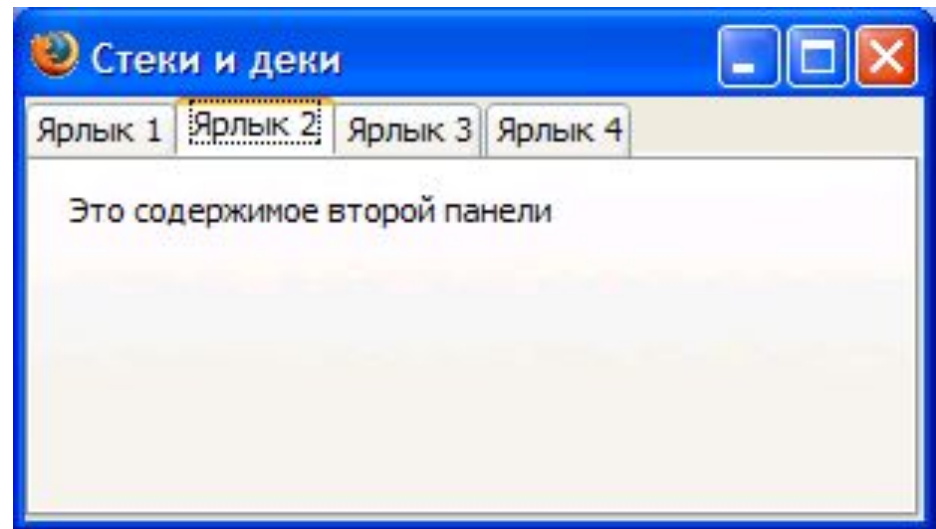 Стеки и деки
Ярлык 1 Ярлык 2 Ярлык 3 Ярлык 4
Это содержимое второй панели